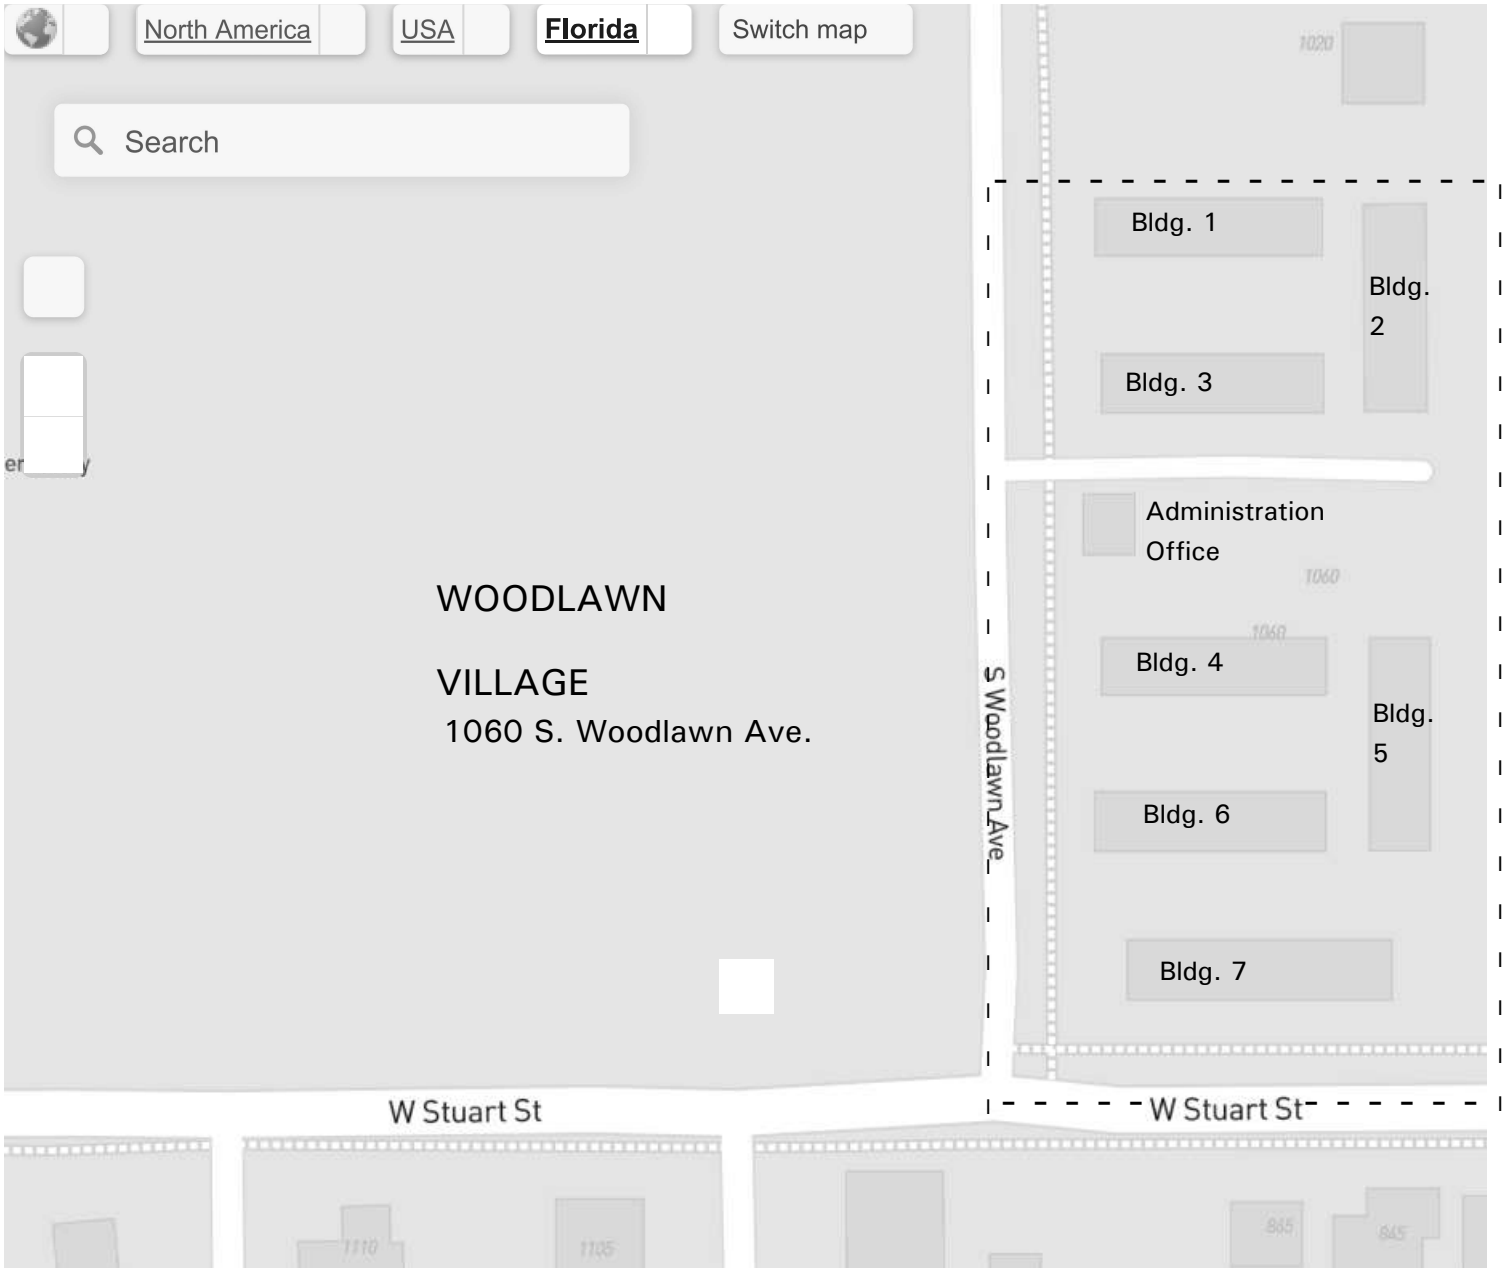 North America USA Florida Switch map
1020
Search
Bldg. 1
Bldg.
2
Bldg. 3
Administration
Office
1060
WOODLAWN
1060
Bldg. 4
VILLAGE
1060 S. Woodlawn Ave.
S Woodlawn Ave
Bldg.
5
Bldg. 6
Bldg. 7
W Stuart St
W Stuart St
1110
1105
865
845